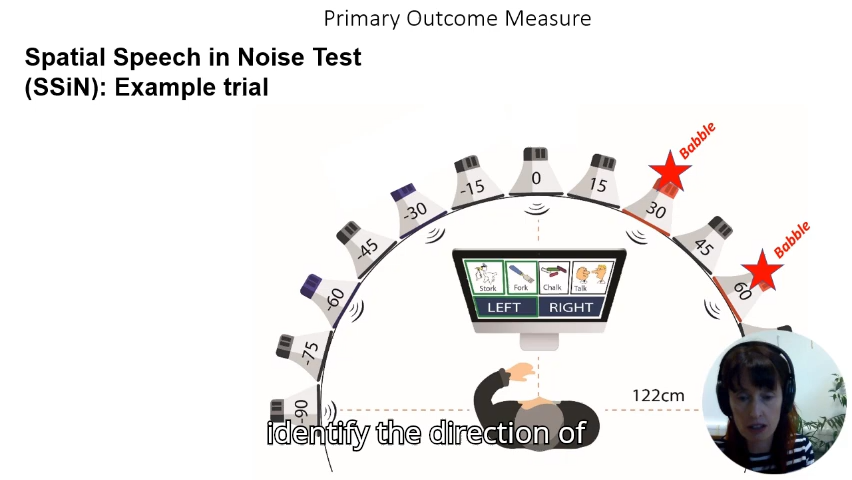 Primary Outcome Measure
Spatial Speech in Noise Test
(SSiN): Example trial
Babble
Babble
-90
-75
-60
-45
-30
-15
0
15
30
45
60
Stork Fork Chalk Talk
LEFT RIGHT
122cm
identify the direction of